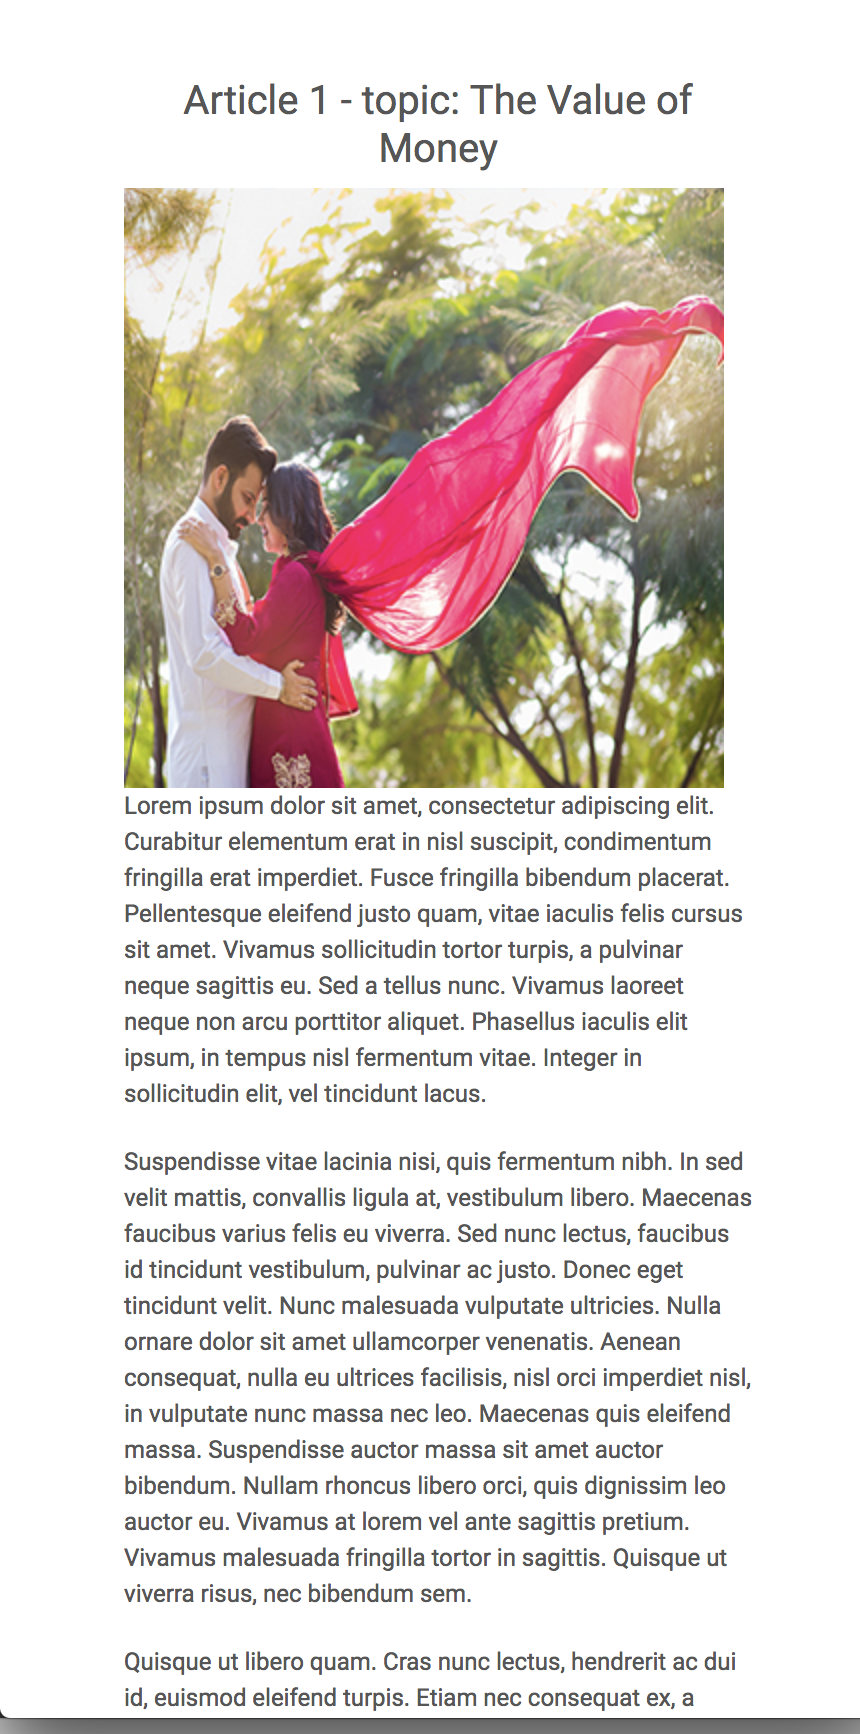 Article 1 - topic: The Value of
Money
Lorem ipsum dolor sit amet, consectetur adipiscing elit.
Curabitur elementum erat in nisl suscipit, condimentum
fringilla erat imperdiet. Fusce fringilla bibendum placerat.
Pellentesque eleifend justo quam, vitae iaculis felis cursus
sit amet. Vivamus sollicitudin tortor turpis, a pulvinar
neque sagittis eu. Sed a tellus nunc. Vivamus laoreet
neque non arcu porttitor aliquet. Phasellus iaculis elit
ipsum, in tempus nisl fermentum vitae. Integer in
sollicitudin elit, vel tincidunt lacus.
Suspendisse vitae lacinia nisi, quis fermentum nibh. In sed
velit mattis, convallis ligula at, vestibulum libero. Maecenas
faucibus varius felis eu viverra. Sed nunc lectus, faucibus
id tincidunt vestibulum, pulvinar ac justo. Donec eget
tincidunt velit. Nunc malesuada vulputate ultricies. Nulla
ornare dolor sit amet ullamcorper venenatis. Aenean
consequat, nulla eu ultrices facilisis, nisl orci imperdiet nisl,
in vulputate nunc massa nec leo. Maecenas quis eleifend
massa. Suspendisse auctor massa sit amet auctor
bibendum. Nullam rhoncus libero orci, quis dignissim leo
auctor eu. Vivamus at lorem vel ante sagittis pretium.
Vivamus malesuada fringilla tortor in sagittis. Quisque ut
viverra risus, nec bibendum sem.
Quisque ut libero quam. Cras nunc lectus, hendrerit ac dui
id, euismod eleifend turpis. Etiam nec consequat ex, a